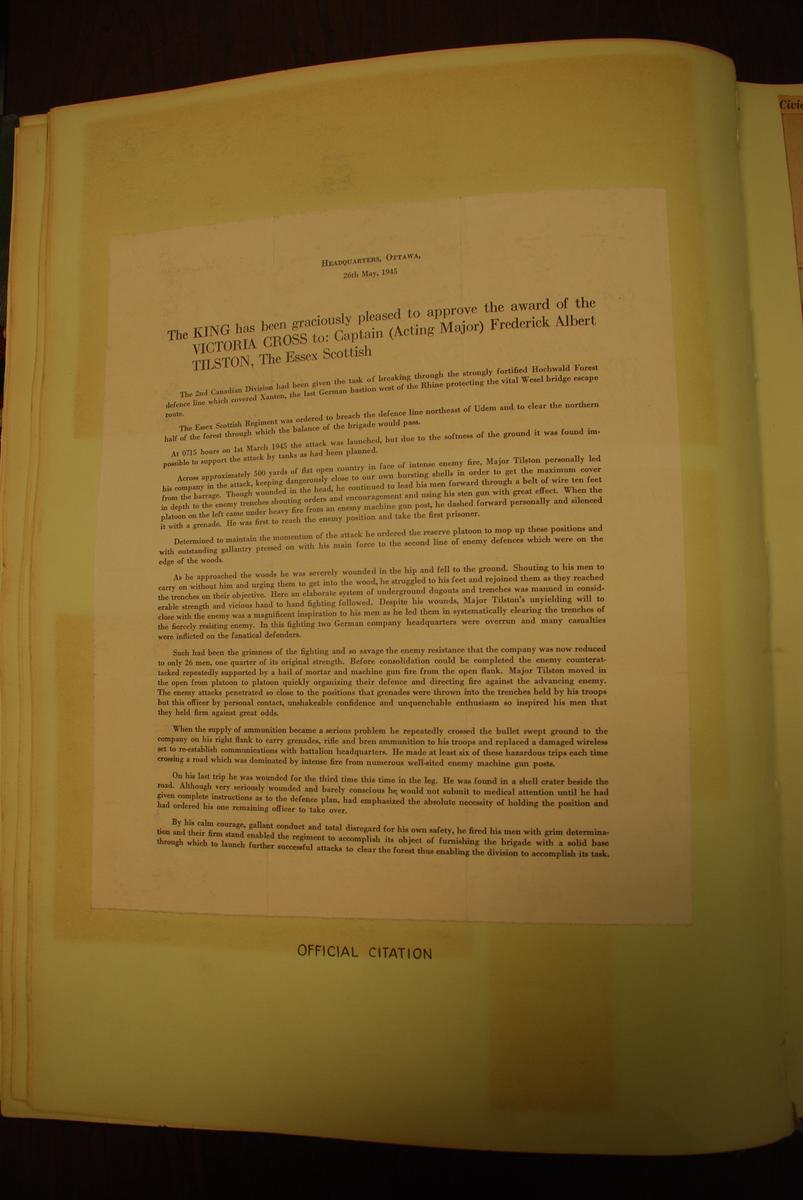 Civic
HEADQUARTERS, OTTAWA,
26th May, 1945
The KING has been graciously pleased to approve the award of the
VICTORIA CROSS to: Captain (Acting Major) Frederick Albert
TILSTON, The Essex Scottish
The 2nd Canadian Division had been given the task of breaking through the strongly fortified Hochwald Forest
defence line which covered Xanten, the last German bastion west of the Rhine protecting the vital Wesel bridge escape
route.
The Essex Scottish Regiment was ordered to breach the defence line northeast of Udem and to clear the northern
half of the forest through which the balance of the brigade would pass.
At 0715 hours on 1st March 1945 the attack was launched, but due to the softness of the ground it was found im-
possible to support the attack by tanks as had been planned.
Across approximately 500 yards of flat open country in face of intense enemy fire, Major Tilston personally led
his company in the attack, keeping dangerously close to our own bursting shells in order to get the maximum cover
from the barrage. Though wounded in the head, he continued to lead his men forward through a belt of wire ten feet
in depth to the enemy trenches shouting orders and encouragement and using his sten gun with great effect. When the
platoon on the left came under heavy fire from an enemy machine gun post, he dashed forward personally and silenced
it with a grenade. He was first to reach the enemy position and take the first prisoner.
Determined to maintain the momentum of the attack he ordered the reserve platoon to mop up these positions and
with outstanding gallantry pressed on with his main force to the second line of enemy defences which were on the
edge of the woods.
As he approached the woods he was severely wounded in the hip and fell to the ground. Shouting to his men to
carry on without him and urging them to get into the wood, he struggled to his feet and rejoined them as they reached
the trenches on their objective. Here an elaborate system of underground dugouts and trenches was manned in consid-
erable strength and vicious hand to hand fighting followed. Despite his wounds, Major Tilston's unyielding will to
close with the enemy was a magnificent inspiration to his men as he led them in systematically clearing the trenches of
the fiercely resisting enemy. In this fighting two German company headquarters were overrun and many casualties
were inflicted on the fanatical defenders.
Such had been the grimness of the fighting and so savage the enemy resistance that the company was now reduced
to only 26 men, one quarter of its original strength. Before consolidation could be completed the enemy counterat-
tacked repeatedly supported by a hail of mortar and machine gun fire from the open flank. Major Tilston moved in
the open from platoon to platoon quickly organizing their defence and directing fire against the advancing enemy.
The enemy attacks penetrated so close to the positions that grenades were thrown into the trenches held by his troops
but this officer by personal contact, unshakeable confidence and unquenchable enthusiasm so inspired his men that
they held firm against great odds.
When the supply of ammunition became a serious problem he repeatedly crossed the bullet swept ground to the
company on his right flank to carry grenades, rifle and bren ammunition to his troops and replaced a damaged wireless
set to re-establish communications with battalion headquarters. He made at least six of these hazardous trips each time
crossing a road which was dominated by intense fire from numerous well-sited enemy machine gun posts.
On his last trip he was wounded for the third time this time in the leg. He was found in a shell crater beside the
road. Although very seriously wounded and barely conscious he would not submit to medical attention until he had
given complete instructions as to the defence plan, had emphasized the absolute necessity of holding the position and
had ordered his one remaining officer to take over.
By his calm courage, gallant conduct and total disregard for his own safety, he fired his men with grim determina-
tion and their firm stand enabled the regiment to accomplish its object of furnishing the brigade with a solid base
through which to launch further successful attacks to clear the forest thus enabling the division to accomplish its task.
OFFICIAL CITATION